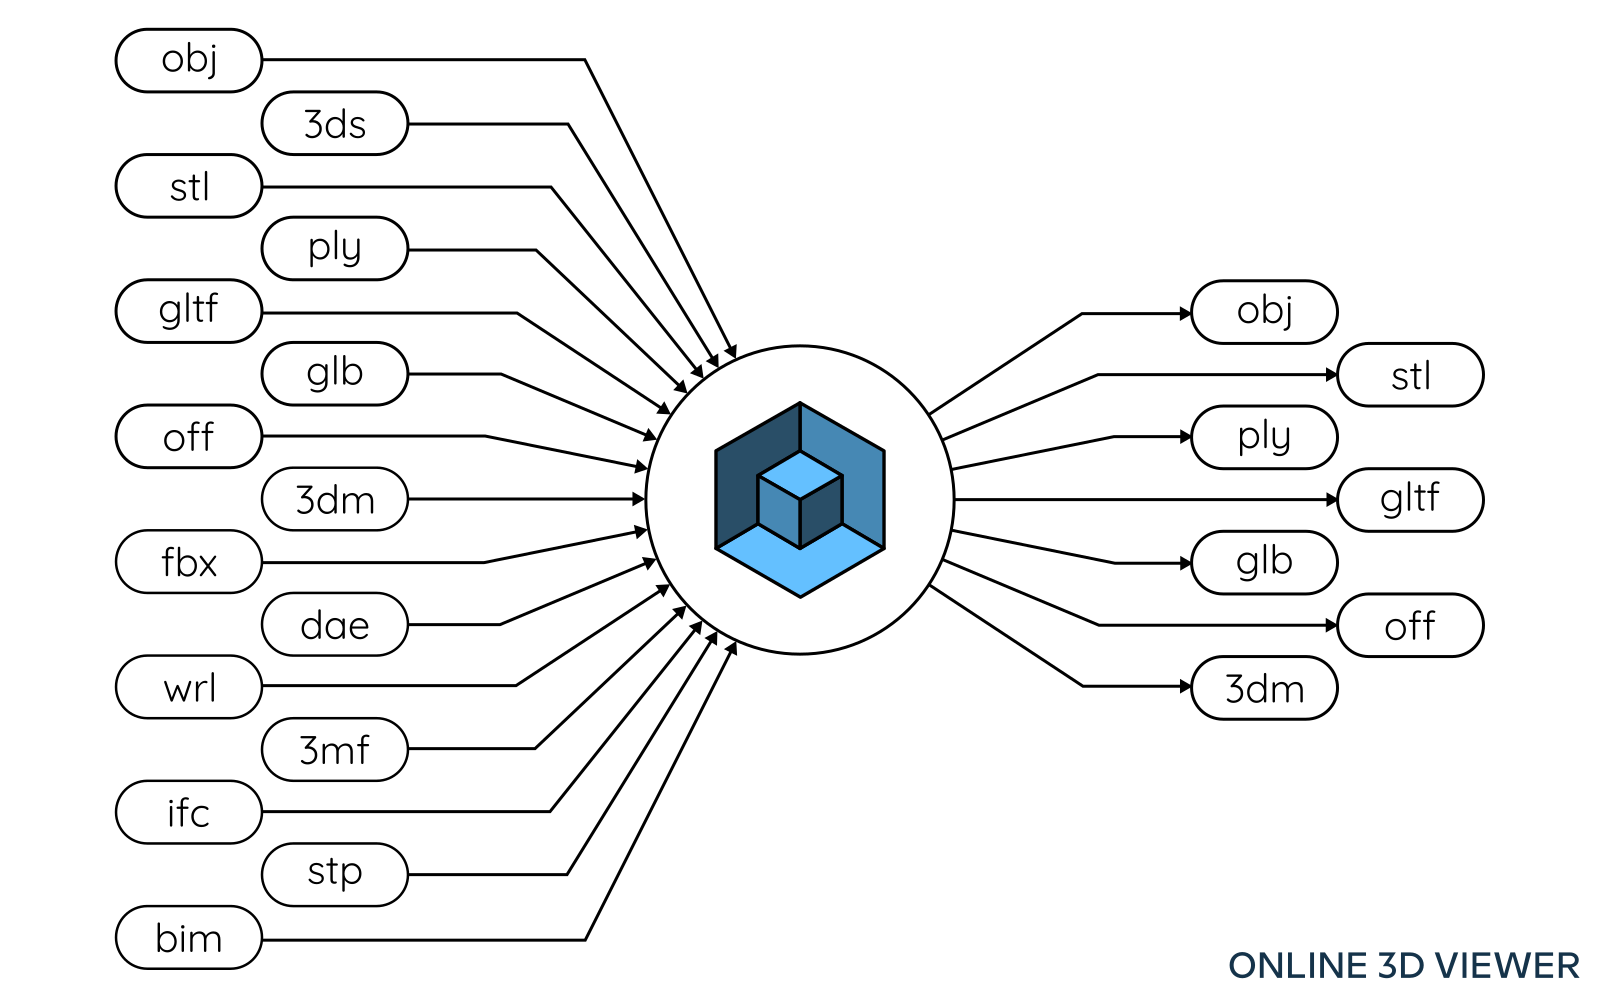 obj
3ds
stl
ply
gltf
glb
off
3dm
fbx
dae
wrl
3mf
ifc
stp
bim
obj
stl
ply
gltf
glb
off
3dm
ONLINE 3D VIEWER